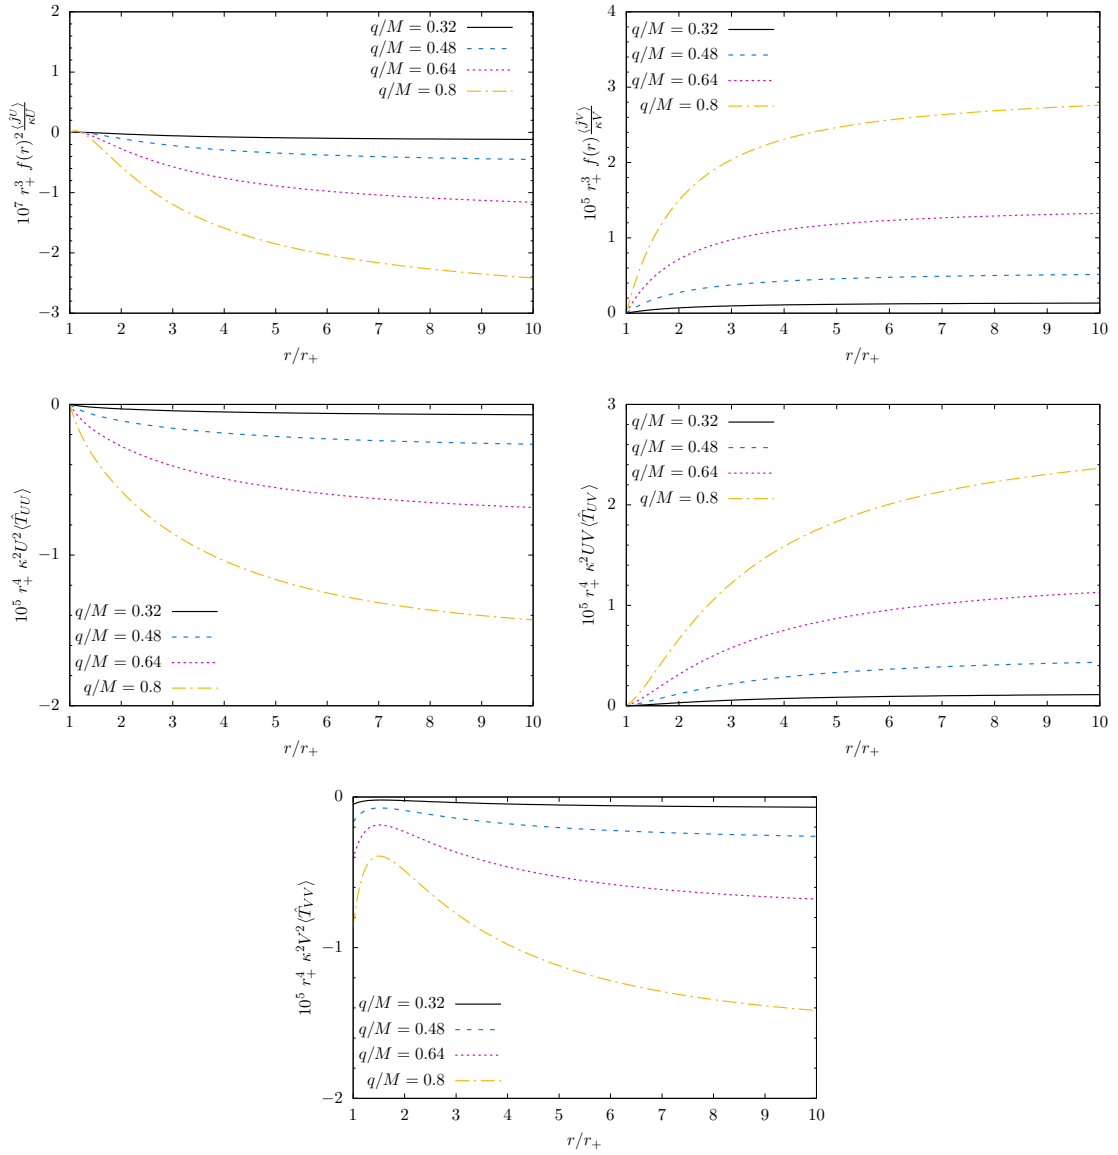 10^7 r_+^3 f(r)^2 ⟨Ĵ^U⟩/κU
2
1
0
−1
−2
−3
q/M = 0.32
q/M = 0.48
q/M = 0.64
q/M = 0.8
1 2 3 4 5 6 7 8 9 10
r/r_+
10^5 r_+^3 f(r) ⟨Ĵ^V⟩/κV
4
3
2
1
0
q/M = 0.32
q/M = 0.48
q/M = 0.64
q/M = 0.8
1 2 3 4 5 6 7 8 9 10
r/r_+
10^5 r_+^4 κ^2U^2⟨T̂_UU⟩
0
−1
−2
q/M = 0.32
q/M = 0.48
q/M = 0.64
q/M = 0.8
1 2 3 4 5 6 7 8 9 10
r/r_+
10^5 r_+^4 κ^2UV⟨T̂_UV⟩
3
2
1
0
q/M = 0.32
q/M = 0.48
q/M = 0.64
q/M = 0.8
1 2 3 4 5 6 7 8 9 10
r/r_+
10^5 r_+^4 κ^2V^2⟨T̂_VV⟩
0
−1
−2
q/M = 0.32
q/M = 0.48
q/M = 0.64
q/M = 0.8
1 2 3 4 5 6 7 8 9 10
r/r_+